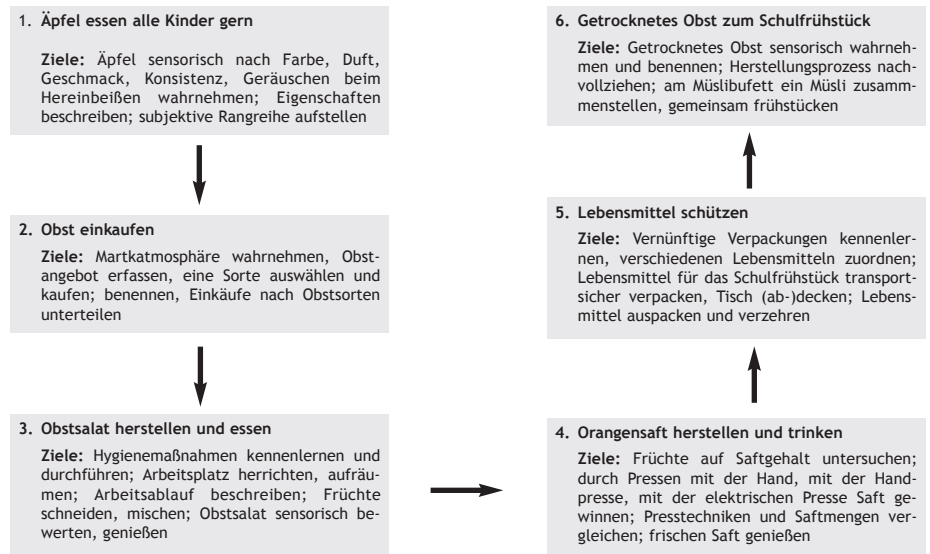 1. Äpfel essen alle Kinder gern
Ziele: Äpfel sensorisch nach Farbe, Duft,
Geschmack, Konsistenz, Geräuschen beim
Hereinbeißen wahrnehmen; Eigenschaften
beschreiben; subjektive Rangreihe aufstellen
2. Obst einkaufen
Ziele: Martkatmosphäre wahrnehmen, Obst-
angebot erfassen, eine Sorte auswählen und
kaufen; benennen, Einkäufe nach Obstsorten
unterteilen
3. Obstsalat herstellen und essen
Ziele: Hygienemaßnahmen kennenlernen und
durchführen; Arbeitsplatz herrichten, aufräu-
men; Arbeitsablauf beschreiben; Früchte
schneiden, mischen; Obstsalat sensorisch be-
werten, genießen
4. Orangensaft herstellen und trinken
Ziele: Früchte auf Saftgehalt untersuchen;
durch Pressen mit der Hand, mit der Hand-
presse, mit der elektrischen Presse Saft ge-
winnen; Presstechniken und Saftmengen ver-
gleichen; frischen Saft genießen
5. Lebensmittel schützen
Ziele: Vernünftige Verpackungen kennenler-
nen, verschiedenen Lebensmitteln zuordnen;
Lebensmittel für das Schulfrühstück transport-
sicher verpacken, Tisch (ab-)decken; Lebens-
mittel auspacken und verzehren
6. Getrocknetes Obst zum Schulfrühstück
Ziele: Getrocknetes Obst sensorisch wahrneh-
men und benennen; Herstellungsprozess nach-
vollziehen; am Müslibufett ein Müsli zusamm-
menstellen, gemeinsam frühstücken